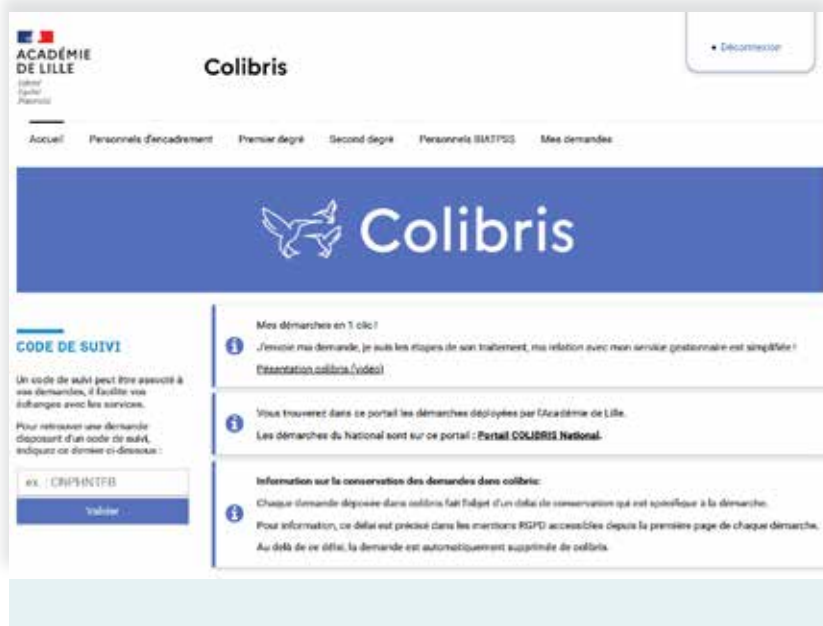 ACADÉMIE
DE LILLE
Liberté
Égalité
Fraternité
Colibris
Déconnexion
Accueil Personnels d'encadrement Premier degré Second degré Personnels BIATPSS Mes demandes
Colibris
CODE DE SUIVI
Un code de suivi peut être associé à
vos demandes, il facilite vos
échanges avec les services.
Pour retrouver une demande
disposant d'un code de suivi,
indiquez ce dernier ci-dessous :
ex. : CNPHNTFB
Valider
Mes démarches en 1 clic !
J'envoie ma demande, je suis les étapes de son traitement, ma relation avec mon service gestionnaire est simplifiée !
Présentation colibris (video)
Vous trouverez dans ce portail les démarches déployées par l'Académie de Lille.
Les démarches du National sont sur ce portail : Portail COLIBRIS National.
Information sur la conservation des demandes dans colibris:
Chaque demande déposée dans colibris fait l'objet d'un délai de conservation qui est spécifique à la démarche.
Pour information, ce délai est précisé dans les mentions RGPD accessibles depuis la première page de chaque démarche.
Au delà de ce délai, la demande est automatiquement supprimée de colibris.